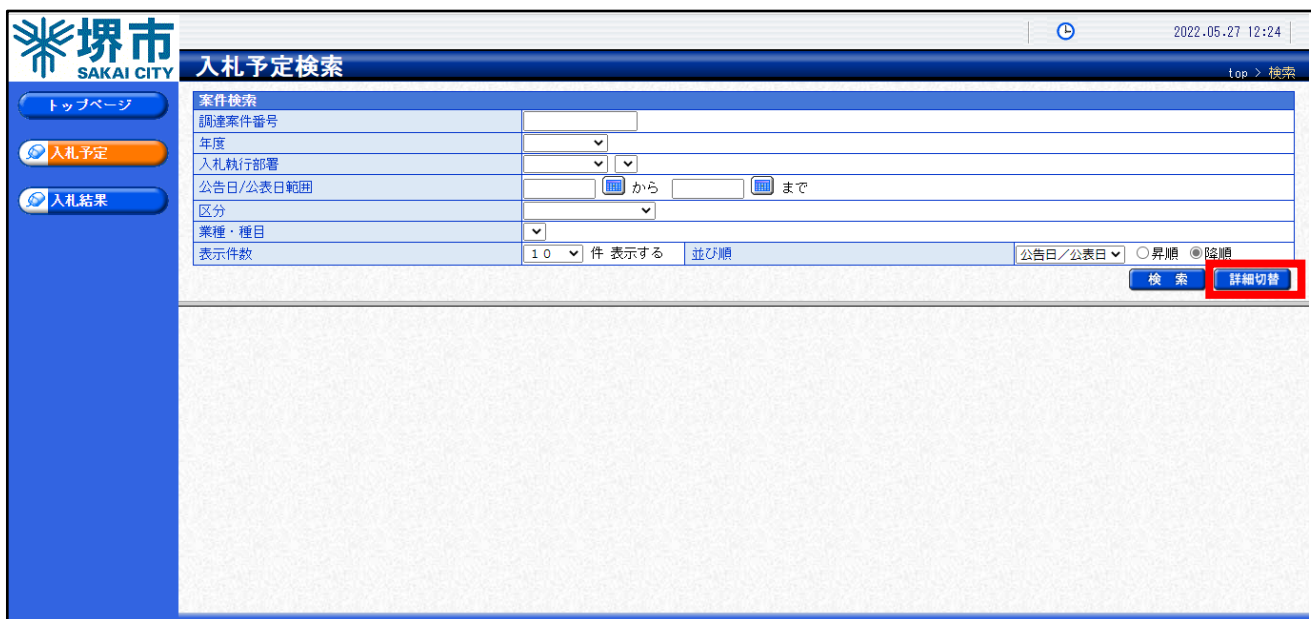 堺市
SAKAI CITY
2022.05.27 12:24
入札予定検索
top > 検索
トップページ
入札予定
入札結果
案件検索
調達案件番号
年度
入札執行部署
公告日/公表日範囲 から まで
区分
業種・種目
表示件数 10 件 表示する 並び順 公告日/公表日 昇順 降順
検 索 詳細切替